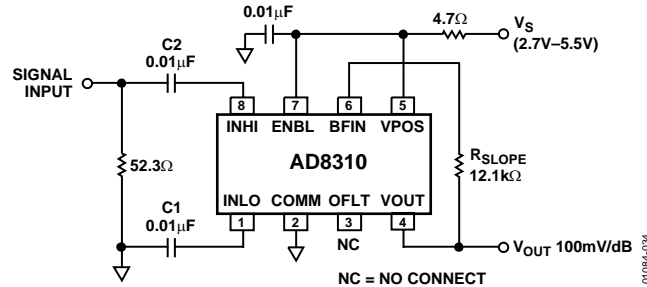 0.01μF
4.7Ω
VS
(2.7V–5.5V)
C2
0.01μF
SIGNAL
INPUT
8
7
6
5
INHI
ENBL
BFIN
VPOS
52.3Ω
AD8310
RSLOPE
12.1kΩ
C1
0.01μF
INLO
COMM
OFLT
VOUT
1
2
3
4
NC
VOUT 100mV/dB
NC = NO CONNECT
01084-034